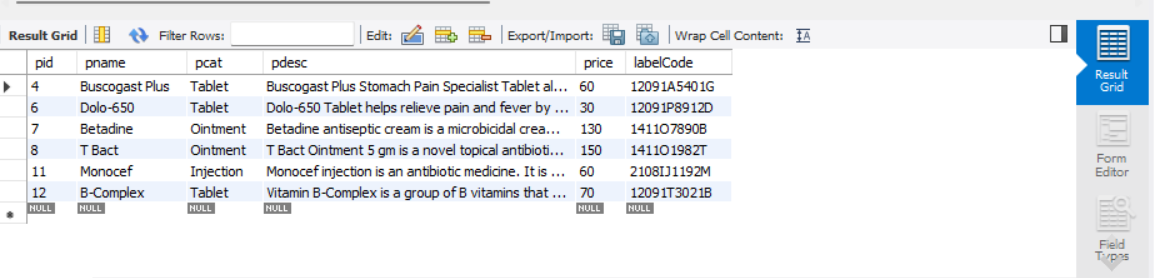 Result Grid Filter Rows: Edit: Export/Import: Wrap Cell Content:
pid pname pcat pdesc price labelCode
4 Buscogast Plus Tablet Buscogast Plus Stomach Pain Specialist Tablet al... 60 12091A5401G
6 Dolo-650 Tablet Dolo-650 Tablet helps relieve pain and fever by ... 30 12091P8912D
7 Betadine Ointment Betadine antiseptic cream is a microbicidal crea... 130 1411O7890B
8 T Bact Ointment T Bact Ointment 5 gm is a novel topical antibioti... 150 1411O1982T
11 Monocef Injection Monocef injection is an antibiotic medicine. It is ... 60 2108IJ1192M
12 B-Complex Tablet Vitamin B-Complex is a group of B vitamins that ... 70 12091T3021B
NULL NULL NULL NULL NULL NULL
Result
Grid
Form
Editor
Field
Types